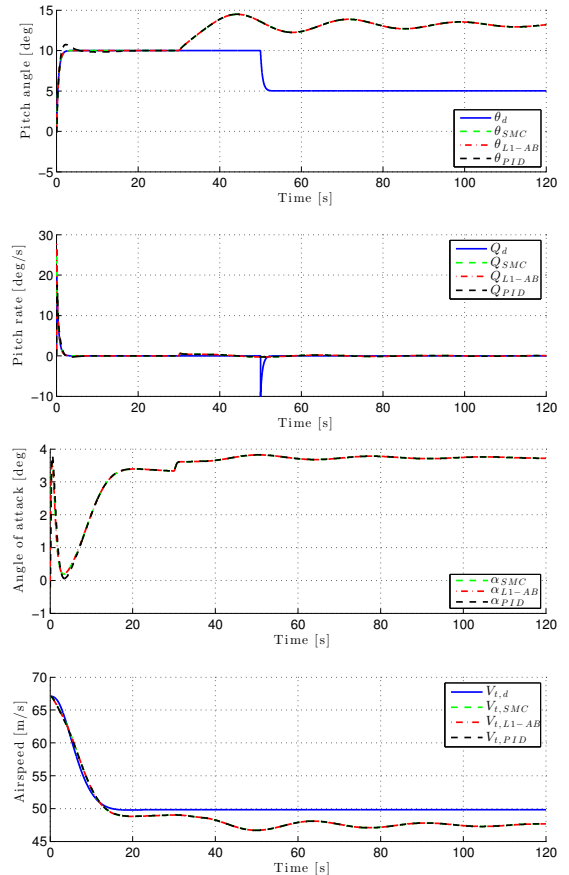 15
10
5
0
−5
Pitch angle [deg]
θd
θSMC
θL1−AB
θPID
0 20 40 60 80 100 120
Time [s]
30
20
10
0
−10
Pitch rate [deg/s]
Qd
QSMC
QL1−AB
QPID
0 20 40 60 80 100 120
Time [s]
4
3
2
1
0
−1
Angle of attack [deg]
αSMC
αL1−AB
αPID
0 20 40 60 80 100 120
Time [s]
70
65
60
55
50
45
Airspeed [m/s]
Vt,d
Vt,SMC
Vt,L1−AB
Vt,PID
0 20 40 60 80 100 120
Time [s]